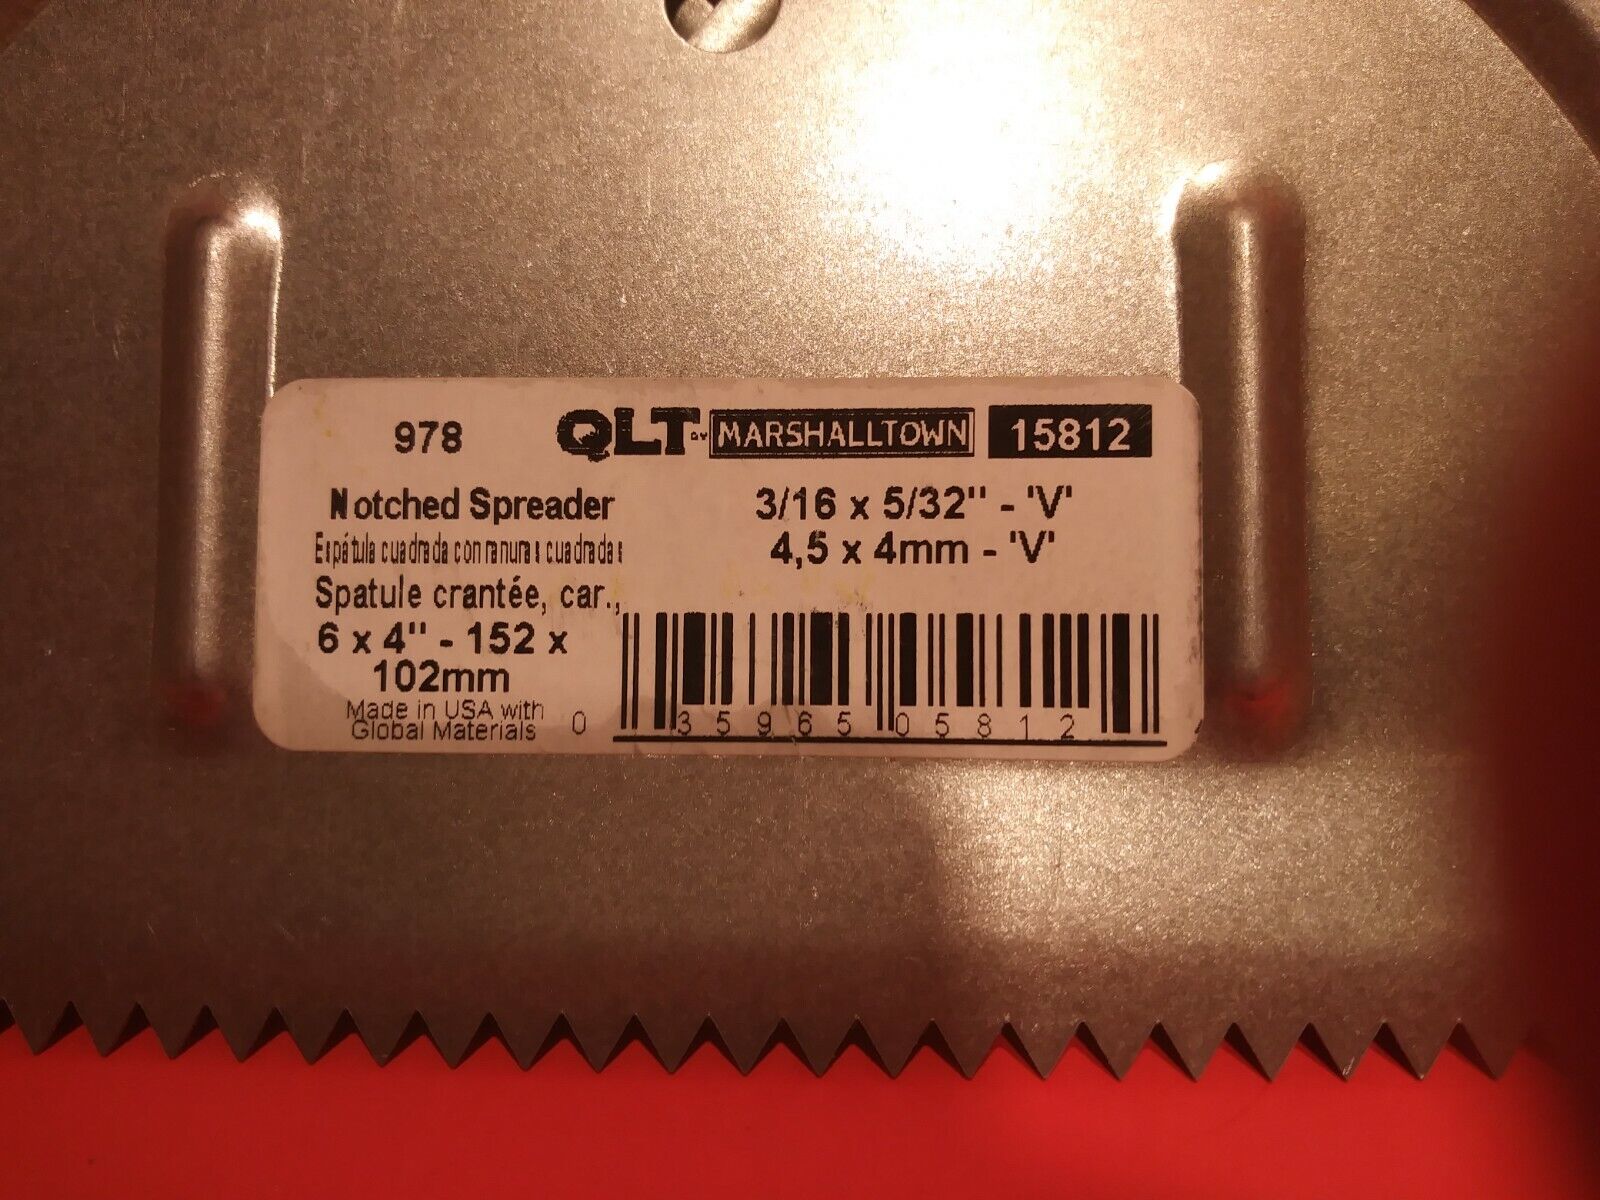 978 QLT BY MARSHALLTOWN 15812
Notched Spreader
Espátula cuadrada con ranuras cuadradas
Spatule crantée, car.,
6 x 4" - 152 x
102mm
Made in USA with
Global Materials
3/16 x 5/32" - 'V'
4,5 x 4mm - 'V'
0 35965 05812